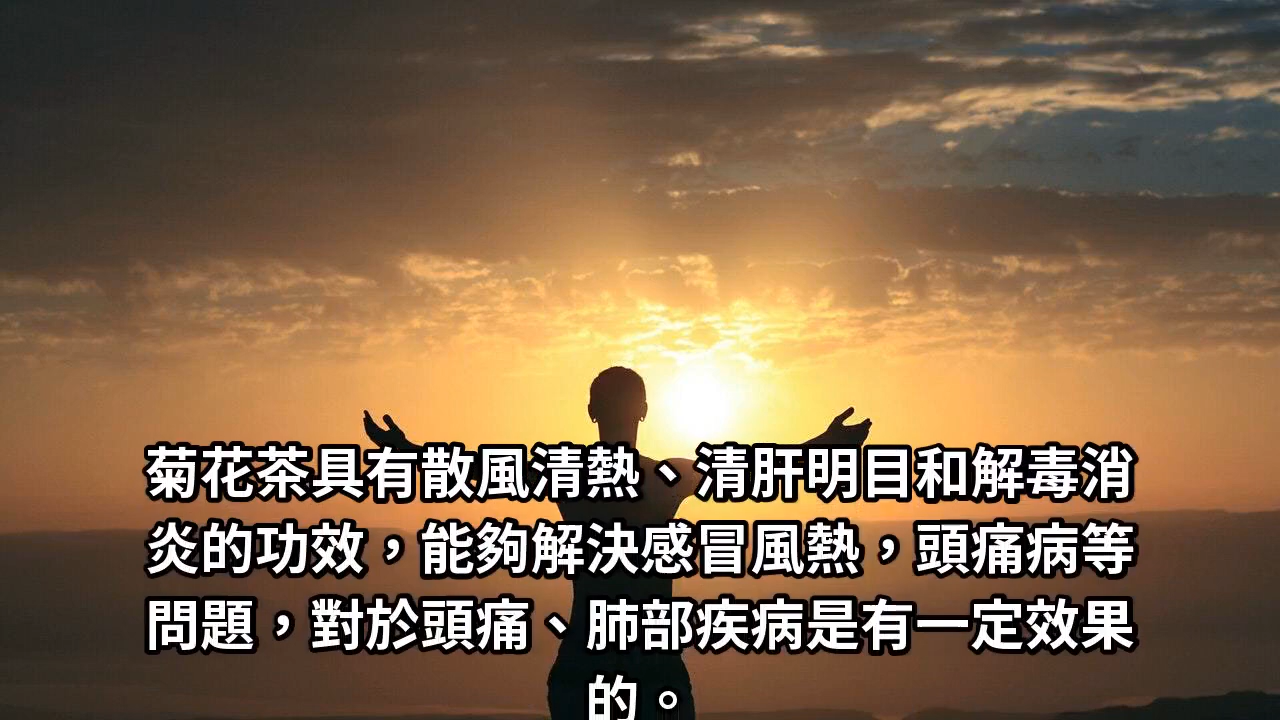 菊花茶具有散風清熱、清肝明目和解毒消
炎的功效，能夠解決感冒風熱，頭痛病等
問題，對於頭痛、肺部疾病是有一定效果
的。